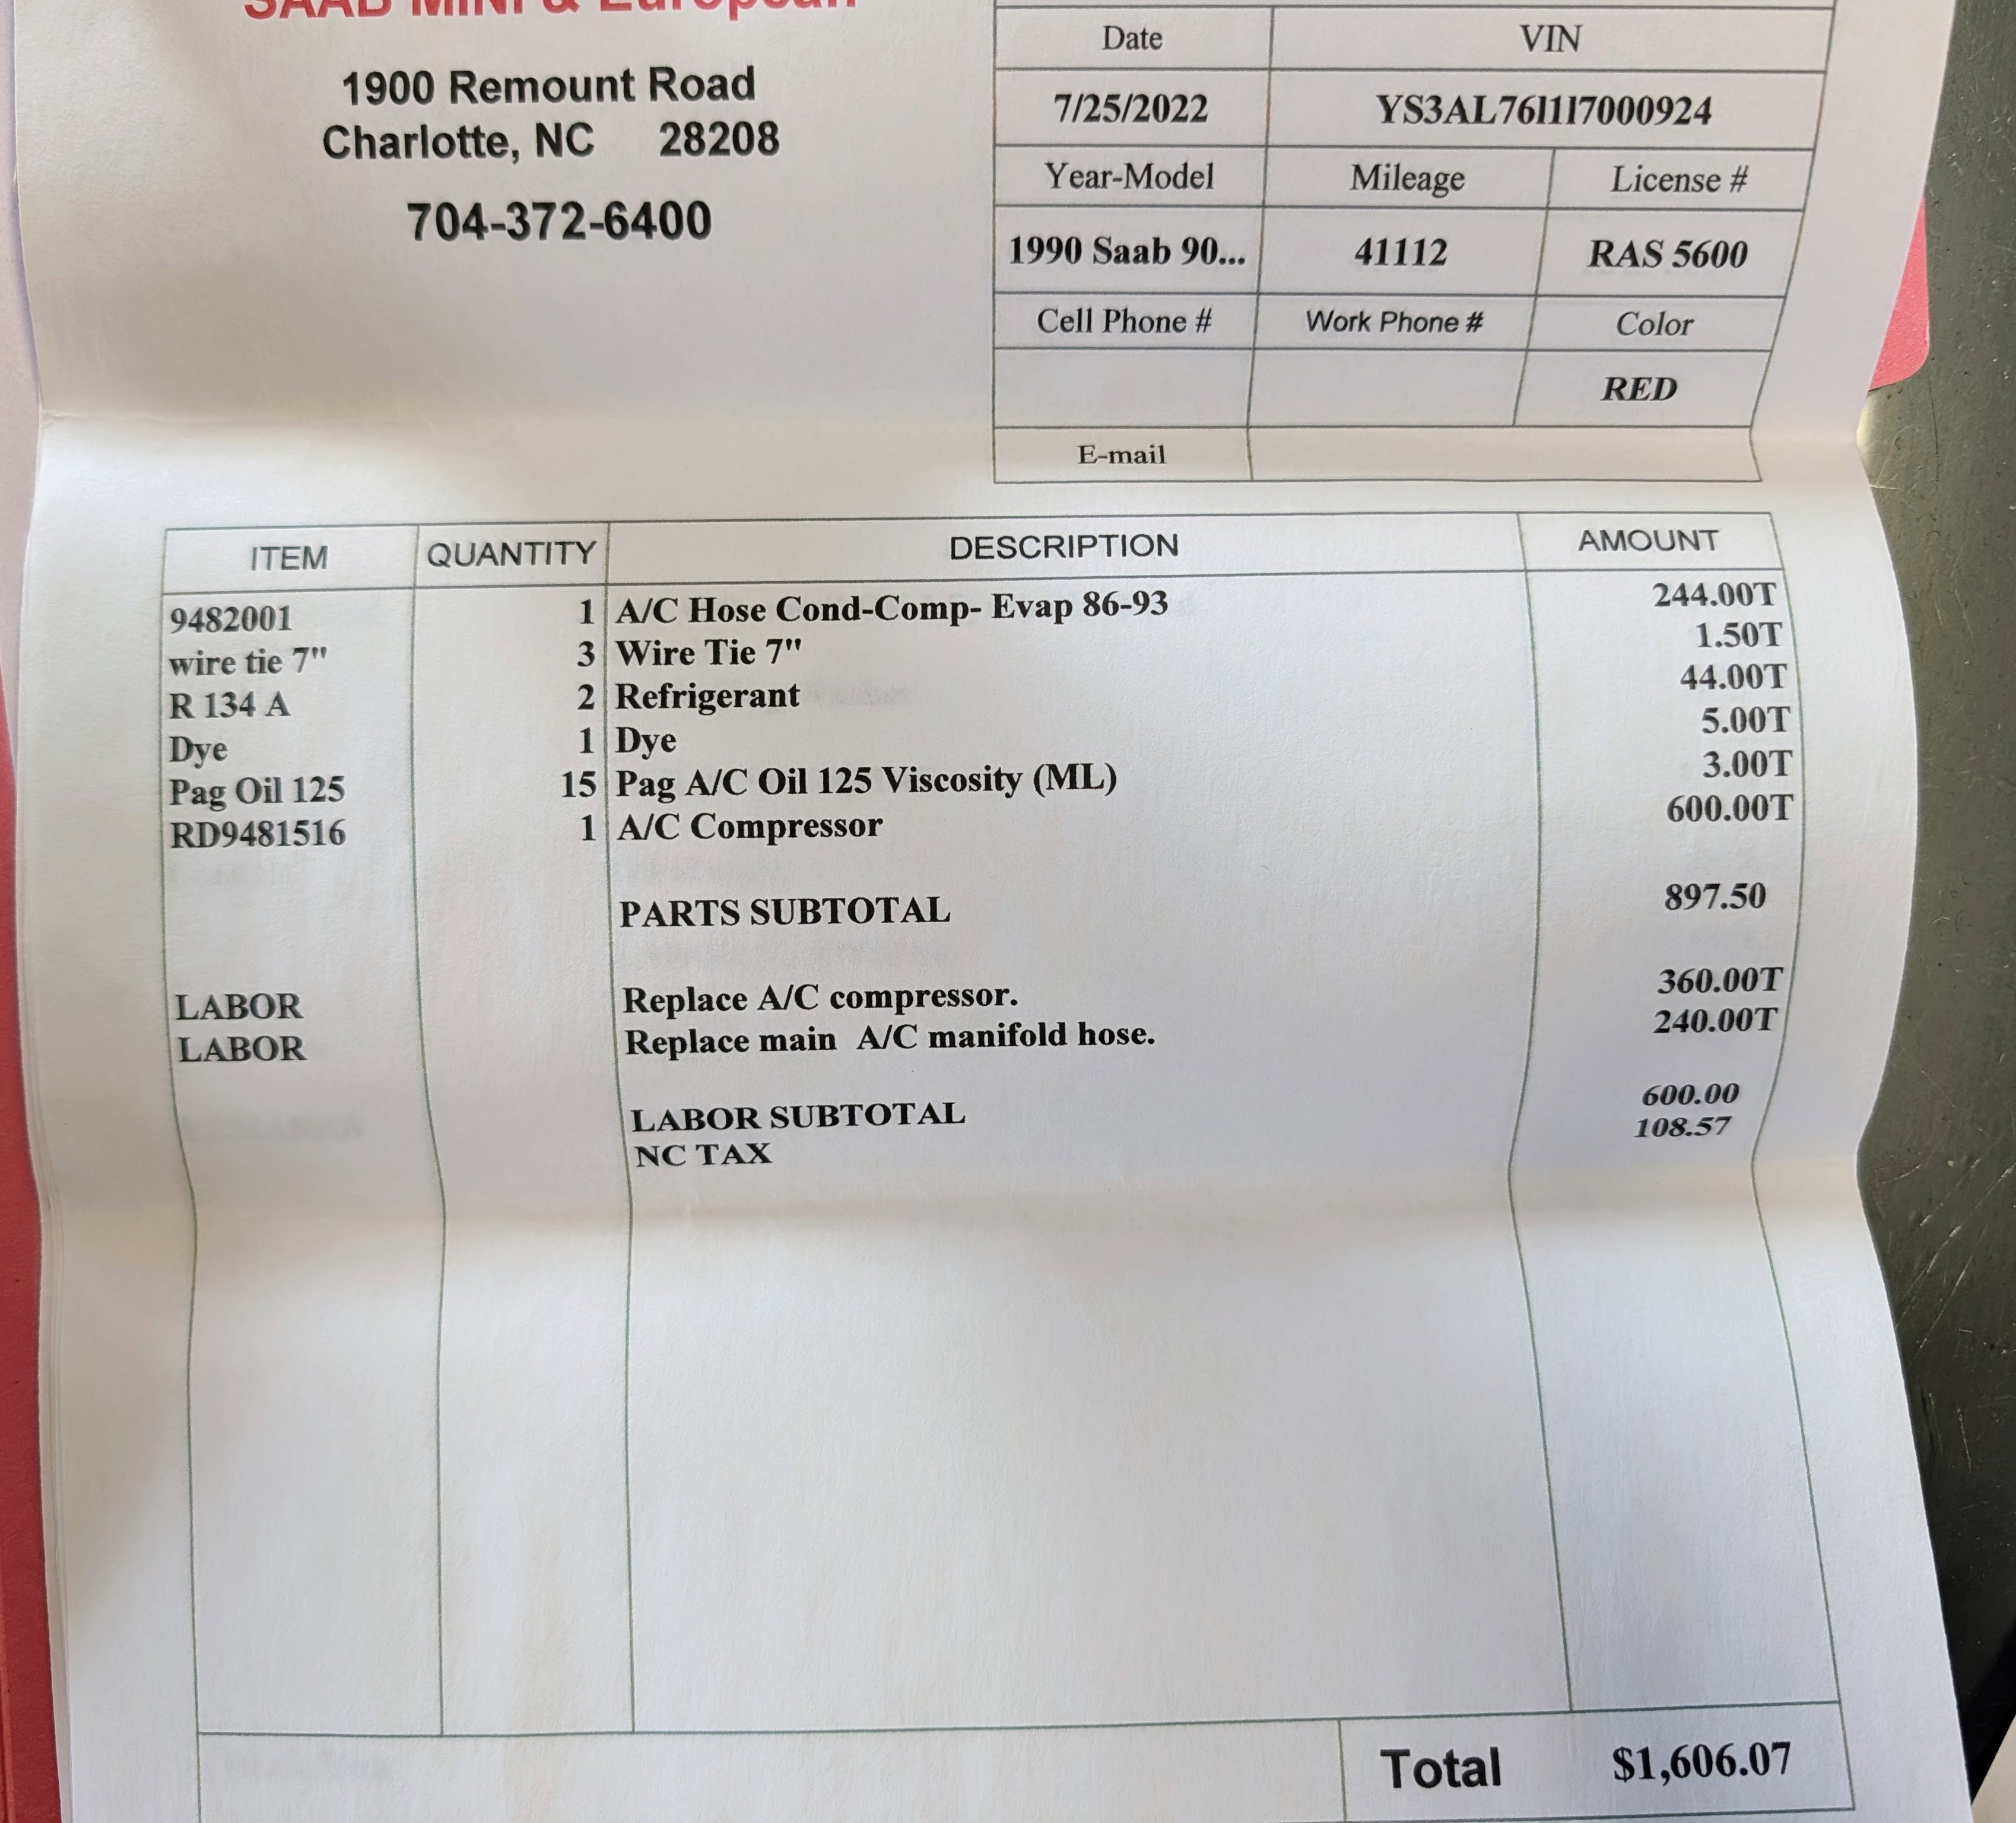 SAAB MINI & European
1900 Remount Road
Charlotte, NC 28208
704-372-6400
Date VIN
7/25/2022 YS3AL76l1l7000924
Year-Model Mileage License #
1990 Saab 90... 41112 RAS 5600
Cell Phone # Work Phone # Color
RED
E-mail
ITEM QUANTITY DESCRIPTION AMOUNT
9482001 1 A/C Hose Cond-Comp- Evap 86-93 244.00T
wire tie 7" 3 Wire Tie 7" 1.50T
R 134 A 2 Refrigerant 44.00T
Dye 1 Dye 5.00T
Pag Oil 125 15 Pag A/C Oil 125 Viscosity (ML) 3.00T
RD9481516 1 A/C Compressor 600.00T
PARTS SUBTOTAL 897.50
LABOR Replace A/C compressor. 360.00T
LABOR Replace main A/C manifold hose. 240.00T
LABOR SUBTOTAL 600.00
NC TAX 108.57
Total $1,606.07